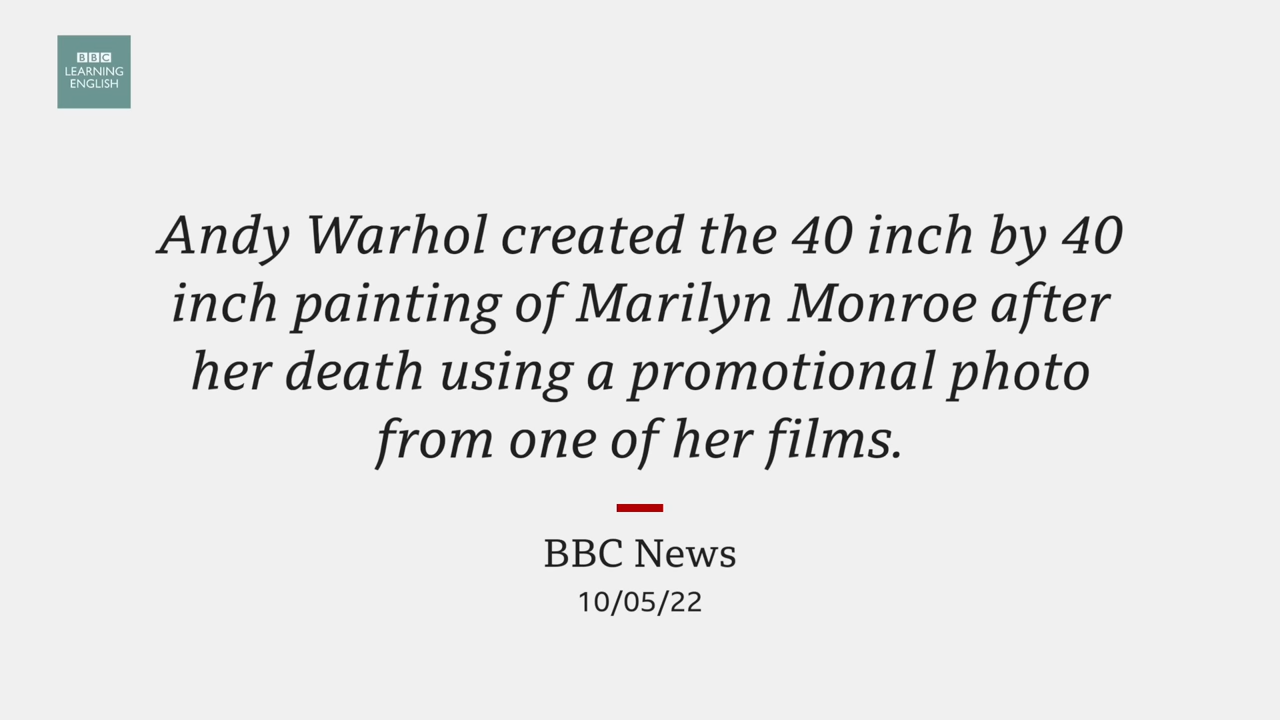 BBC
LEARNING
ENGLISH
Andy Warhol created the 40 inch by 40
inch painting of Marilyn Monroe after
her death using a promotional photo
from one of her films.
BBC News
10/05/22